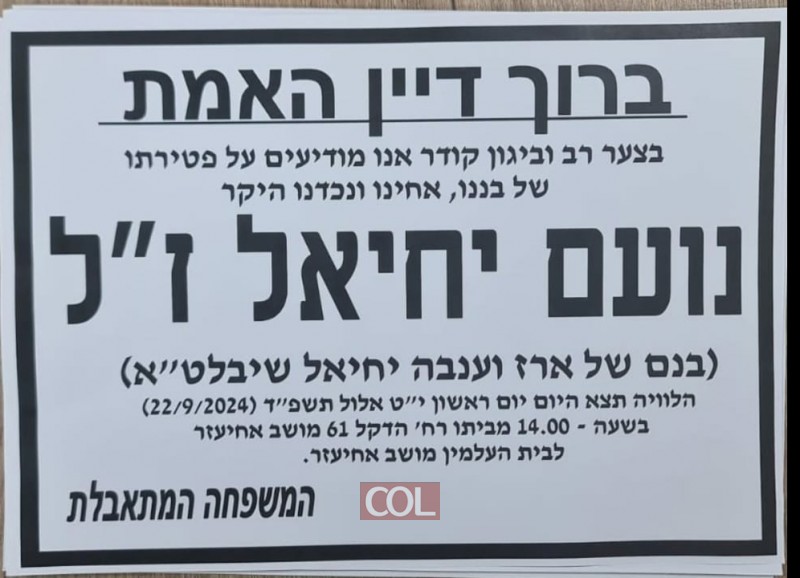 ברוך דיין האמת
בצער רב וביגון קודר אנו מודיעים על פטירתו
של בננו, אחינו ונכדנו היקר
נועם יחיאל ז״ל
(בנם של ארז וענבה יחיאל שיבלט״א)
הלוויה תצא היום יום ראשון י״ט אלול תשפ״ד (22/9/2024)
בשעה - 14.00 מביתו רח׳ הדקל 61 מושב אחיעזר
לבית העלמין מושב אחיעזר.
המשפחה המתאבלת
COL